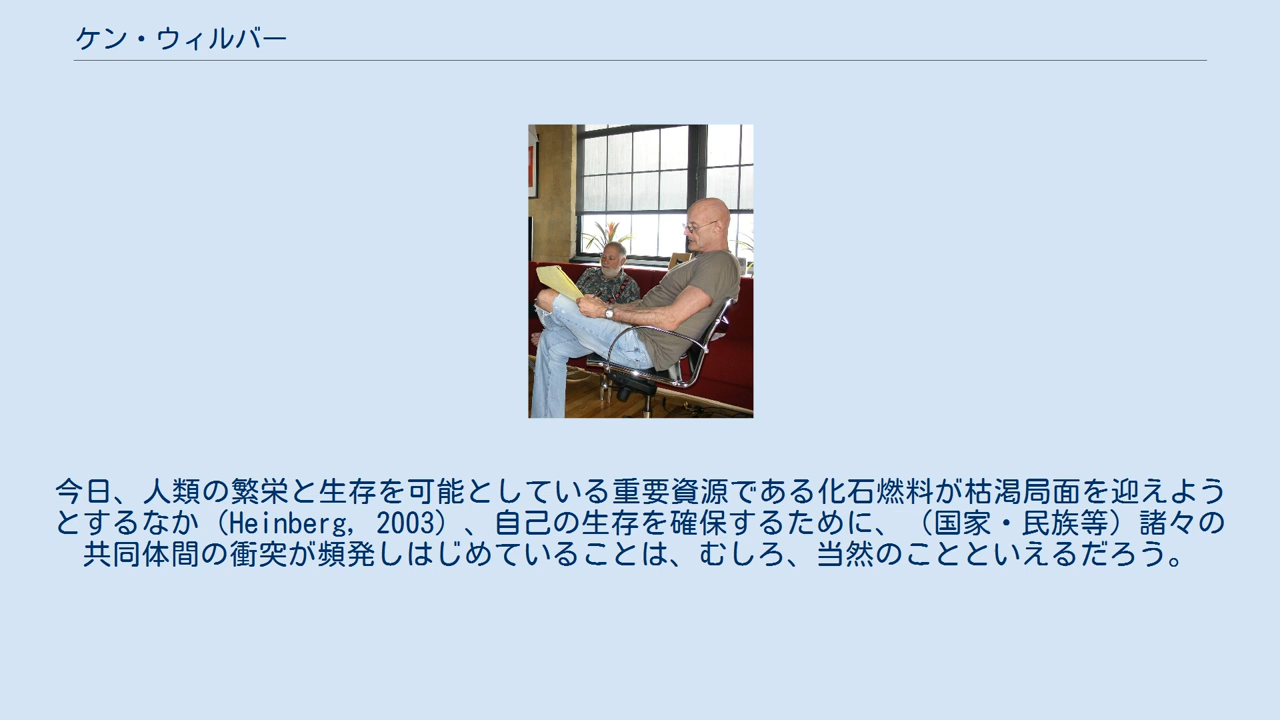 ケン・ウィルバー
今日、人類の繁栄と生存を可能としている重要資源である化石燃料が枯渇局面を迎えよう
とするなか（Heinberg, 2003）、自己の生存を確保するために、（国家・民族等）諸々の
共同体間の衝突が頻発しはじめていることは、むしろ、当然のことといえるだろう。